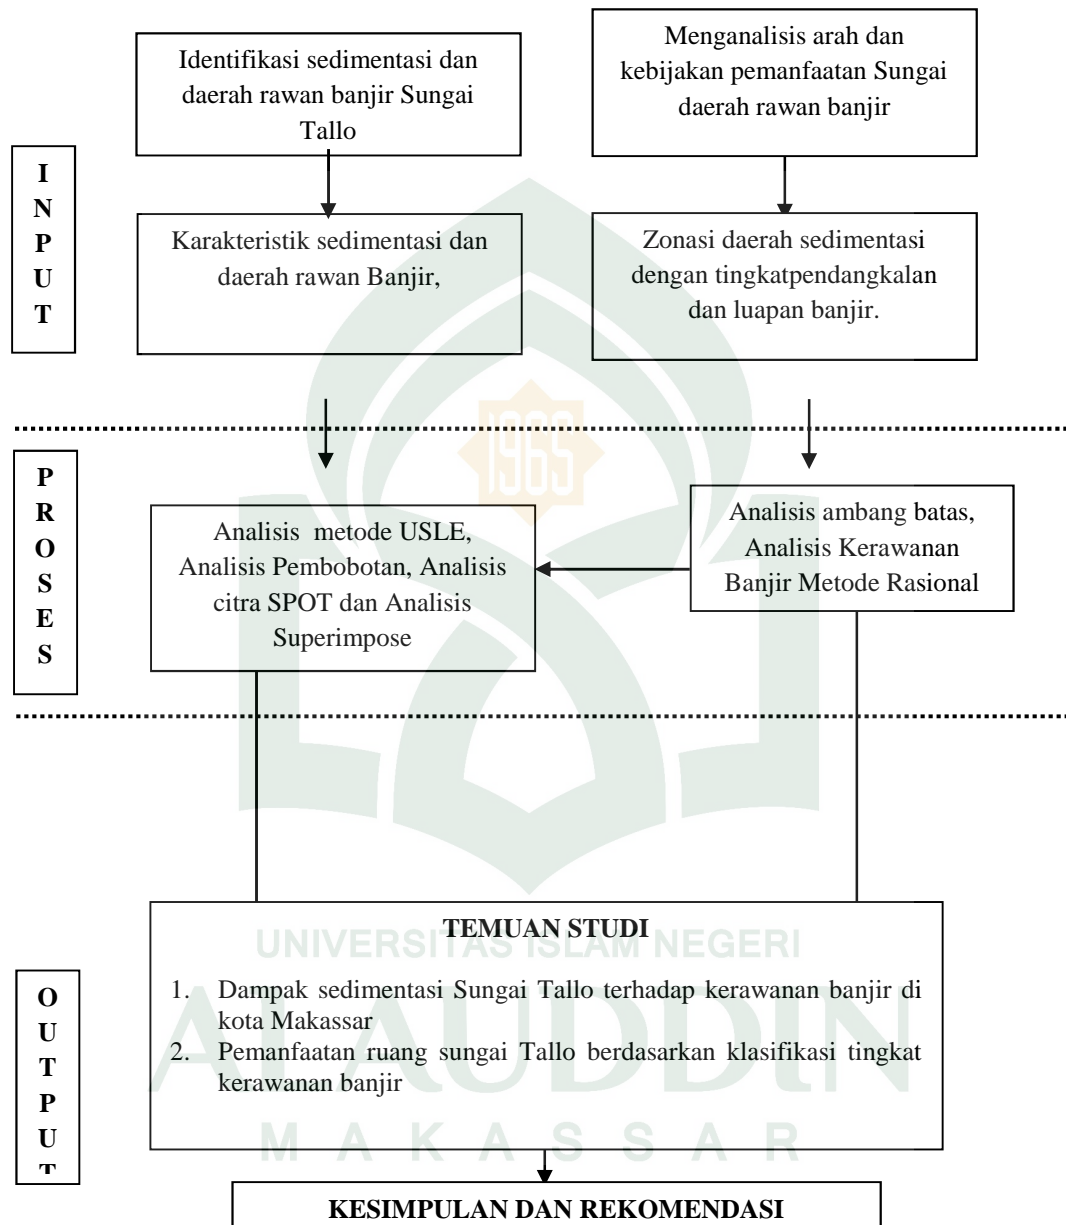 Identifikasi sedimentasi dan
daerah rawan banjir Sungai
Tallo
Menganalisis arah dan
kebijakan pemanfaatan Sungai
daerah rawan banjir
I
N
P
U
T
Karakteristik sedimentasi dan
daerah rawan Banjir,
Zonasi daerah sedimentasi
dengan tingkatpendangkalan
dan luapan banjir.
1965
P
R
O
S
E
S
Analisis metode USLE,
Analisis Pembobotan, Analisis
citra SPOT dan Analisis
Superimpose
Analisis ambang batas,
Analisis Kerawanan
Banjir Metode Rasional
O
U
T
P
U
T
TEMUAN STUDI
UNIVERSITAS ISLAM NEGERI
1. Dampak sedimentasi Sungai Tallo terhadap kerawanan banjir di
kota Makassar
2. Pemanfaatan ruang sungai Tallo berdasarkan klasifikasi tingkat
kerawanan banjir
ALAUDDIN
MAKASSAR
KESIMPULAN DAN REKOMENDASI